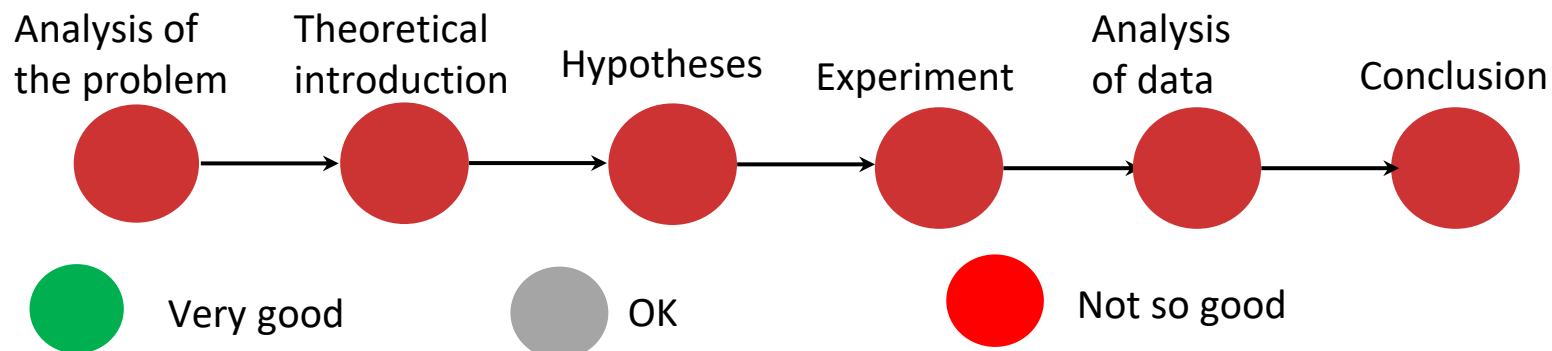 Analysis of
the problem
Theoretical
introduction
Hypotheses
Experiment
Analysis
of data
Conclusion
Very good
OK
Not so good